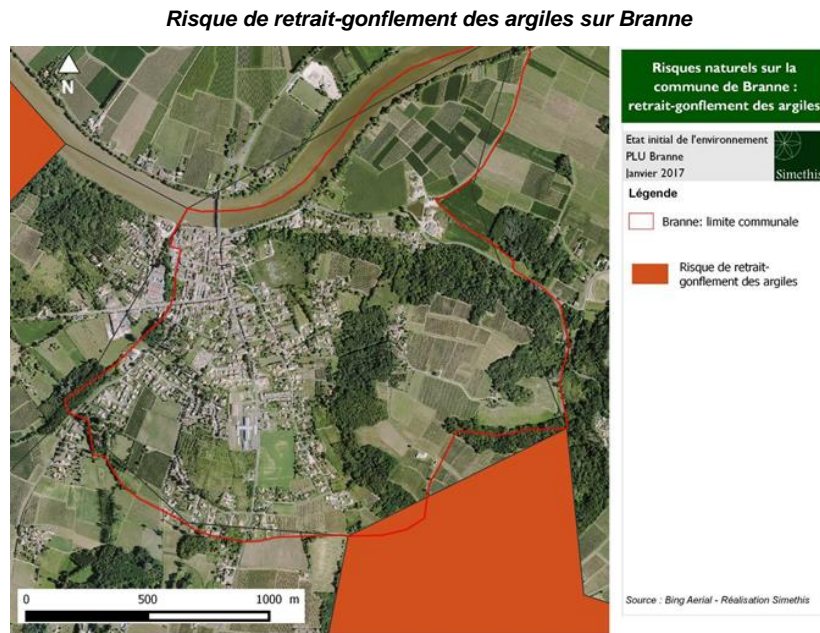 Risque de retrait-gonflement des argiles sur Branne
N
0 500 1000 m
Risques naturels sur la
commune de Branne :
retrait-gonflement des argiles
Etat initial de l'environnement
PLU Branne
Janvier 2017
Simethis
Légende
Branne: limite communale
Risque de retrait-
gonflement des argiles
Source : Bing Aerial - Réalisation Simethis